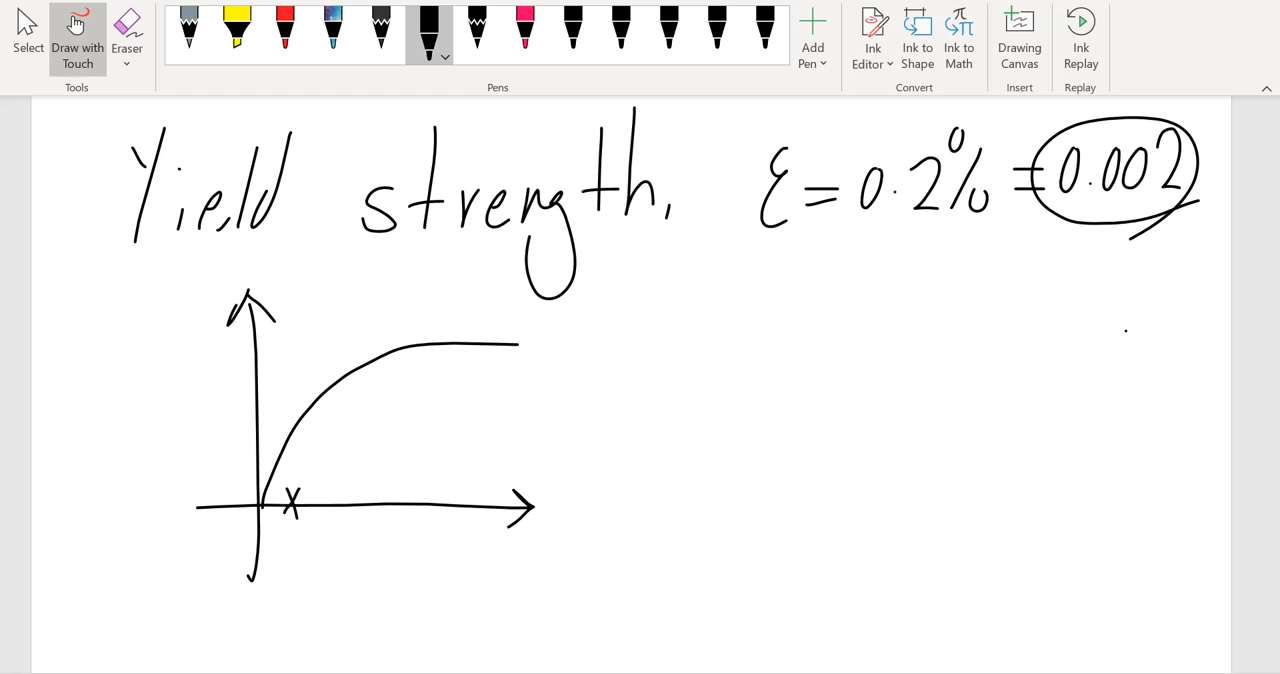 Select
Draw with Touch
Eraser
Tools
Pens
Add Pen
Ink Editor
Ink to Shape
Ink to Math
Convert
Drawing Canvas
Insert
Ink Replay
Replay
Yield strength, ε = 0.2% = 0.002
x